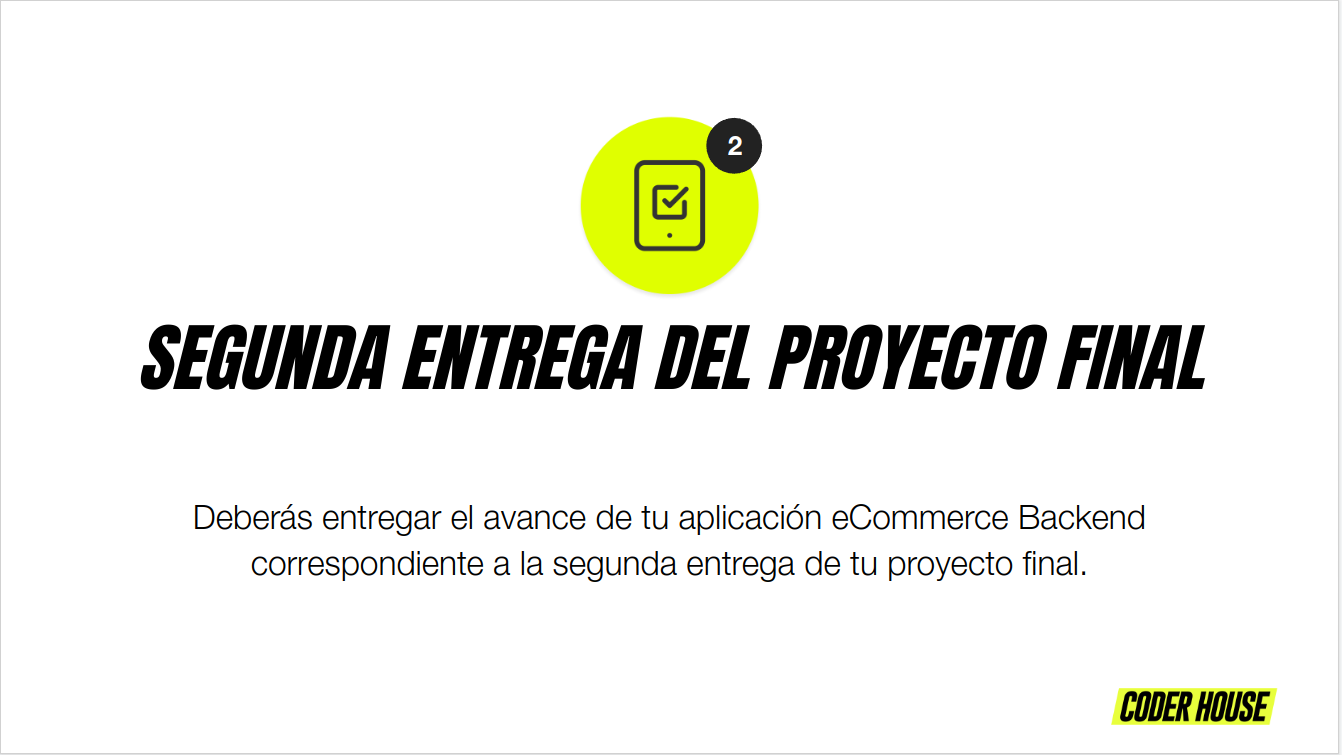 2
SEGUNDA ENTREGA DEL PROYECTO FINAL
Deberás entregar el avance de tu aplicación eCommerce Backend
correspondiente a la segunda entrega de tu proyecto final.
CODER HOUSE